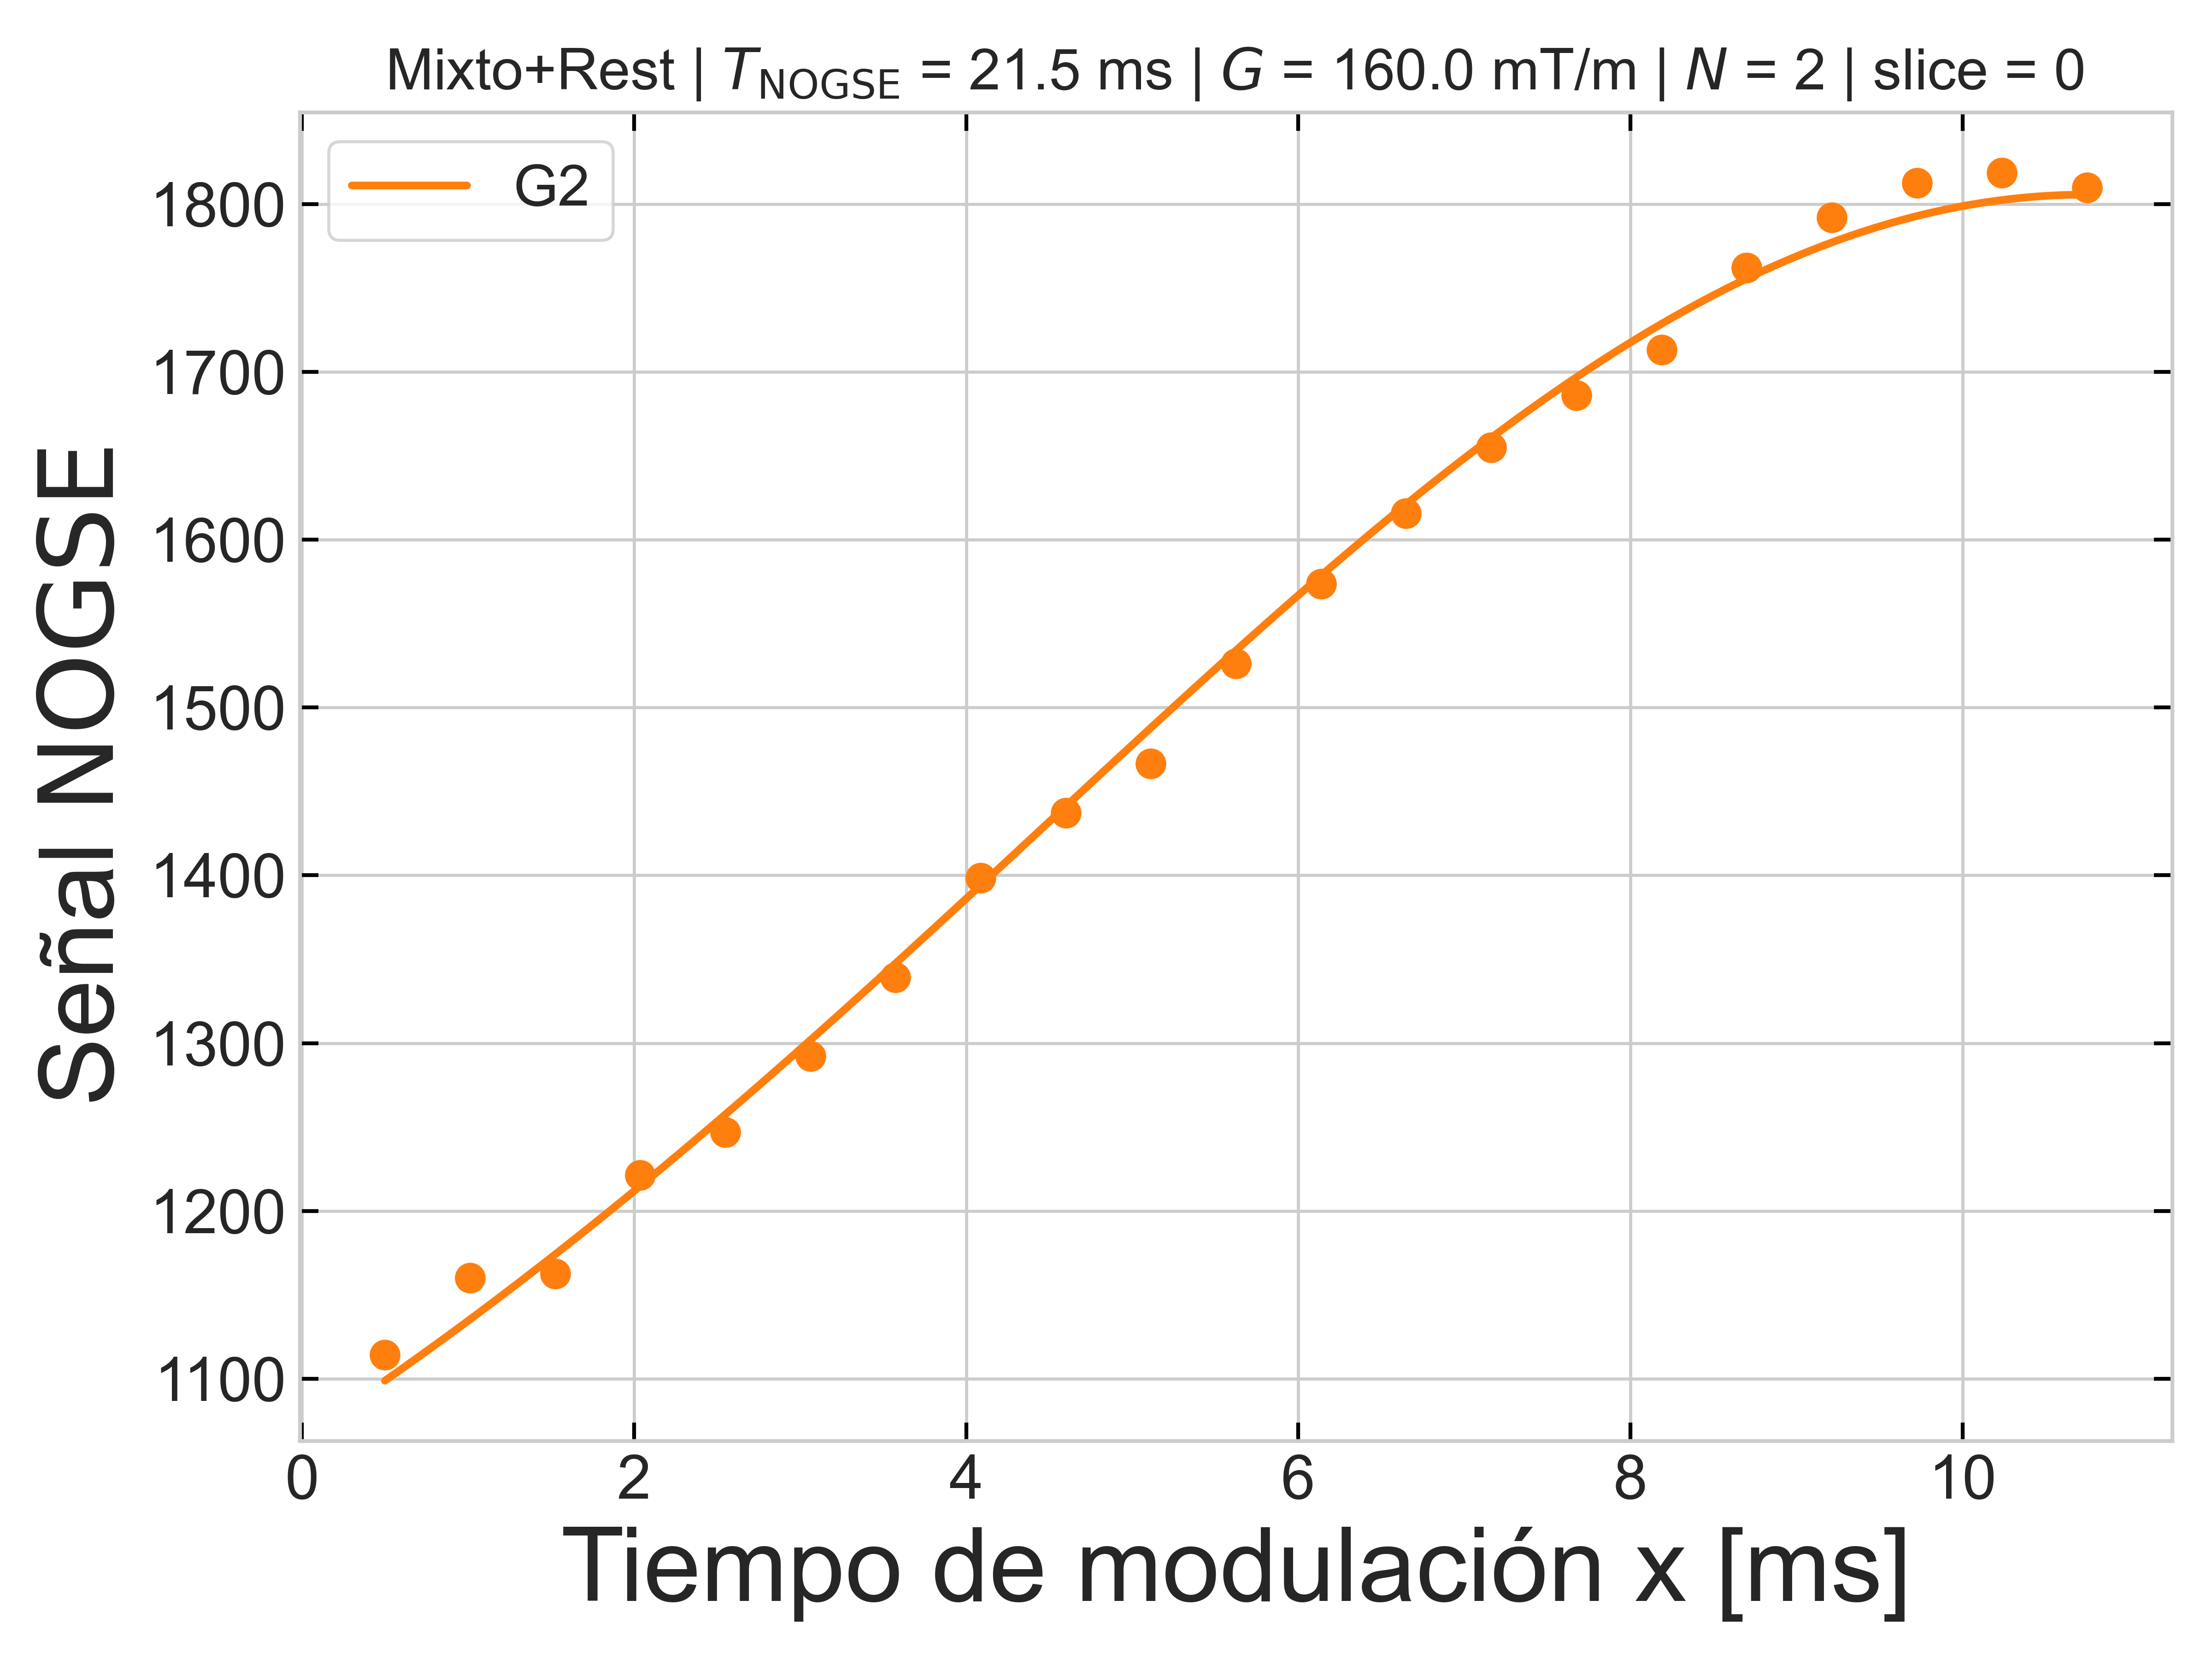 Mixto+Rest | T_NOGSE = 21.5 ms | G = 160.0 mT/m | N = 2 | slice = 0
G2
Señal NOGSE
1800
1700
1600
1500
1400
1300
1200
1100
0 2 4 6 8 10
Tiempo de modulación x [ms]